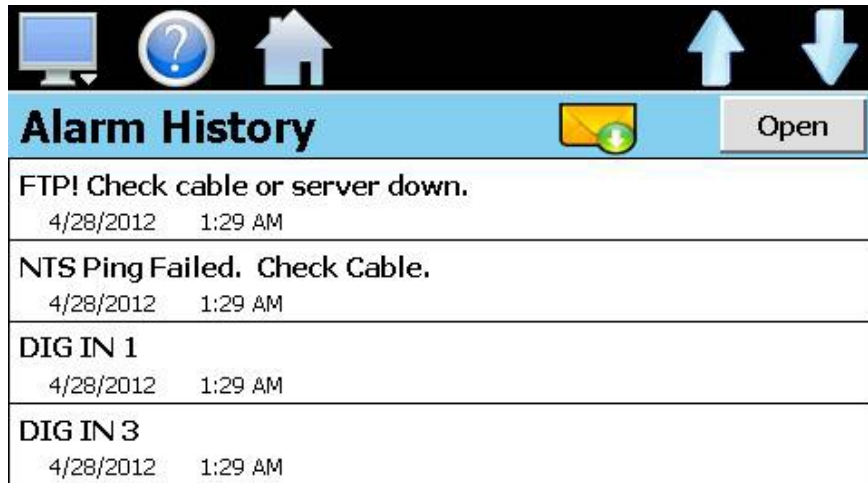 ?
Alarm History
Open
FTP! Check cable or server down.
4/28/2012 1:29 AM
NTS Ping Failed. Check Cable.
4/28/2012 1:29 AM
DIG IN 1
4/28/2012 1:29 AM
DIG IN 3
4/28/2012 1:29 AM